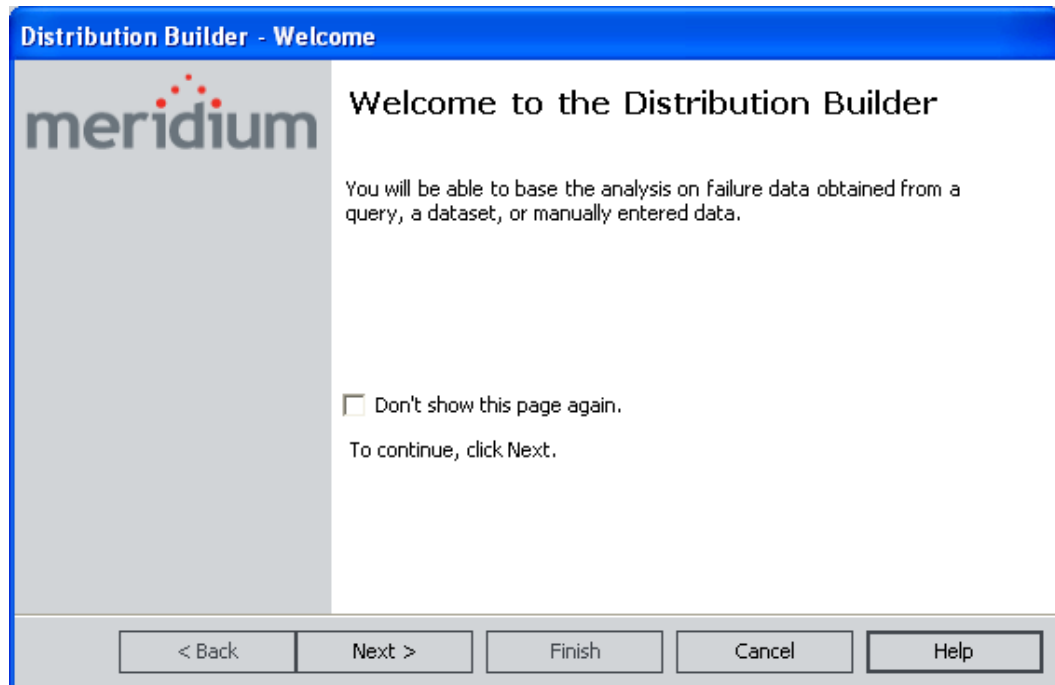 Distribution Builder - Welcome
meridium
Welcome to the Distribution Builder
You will be able to base the analysis on failure data obtained from a
query, a dataset, or manually entered data.
Don't show this page again.
To continue, click Next.
< Back
Next >
Finish
Cancel
Help